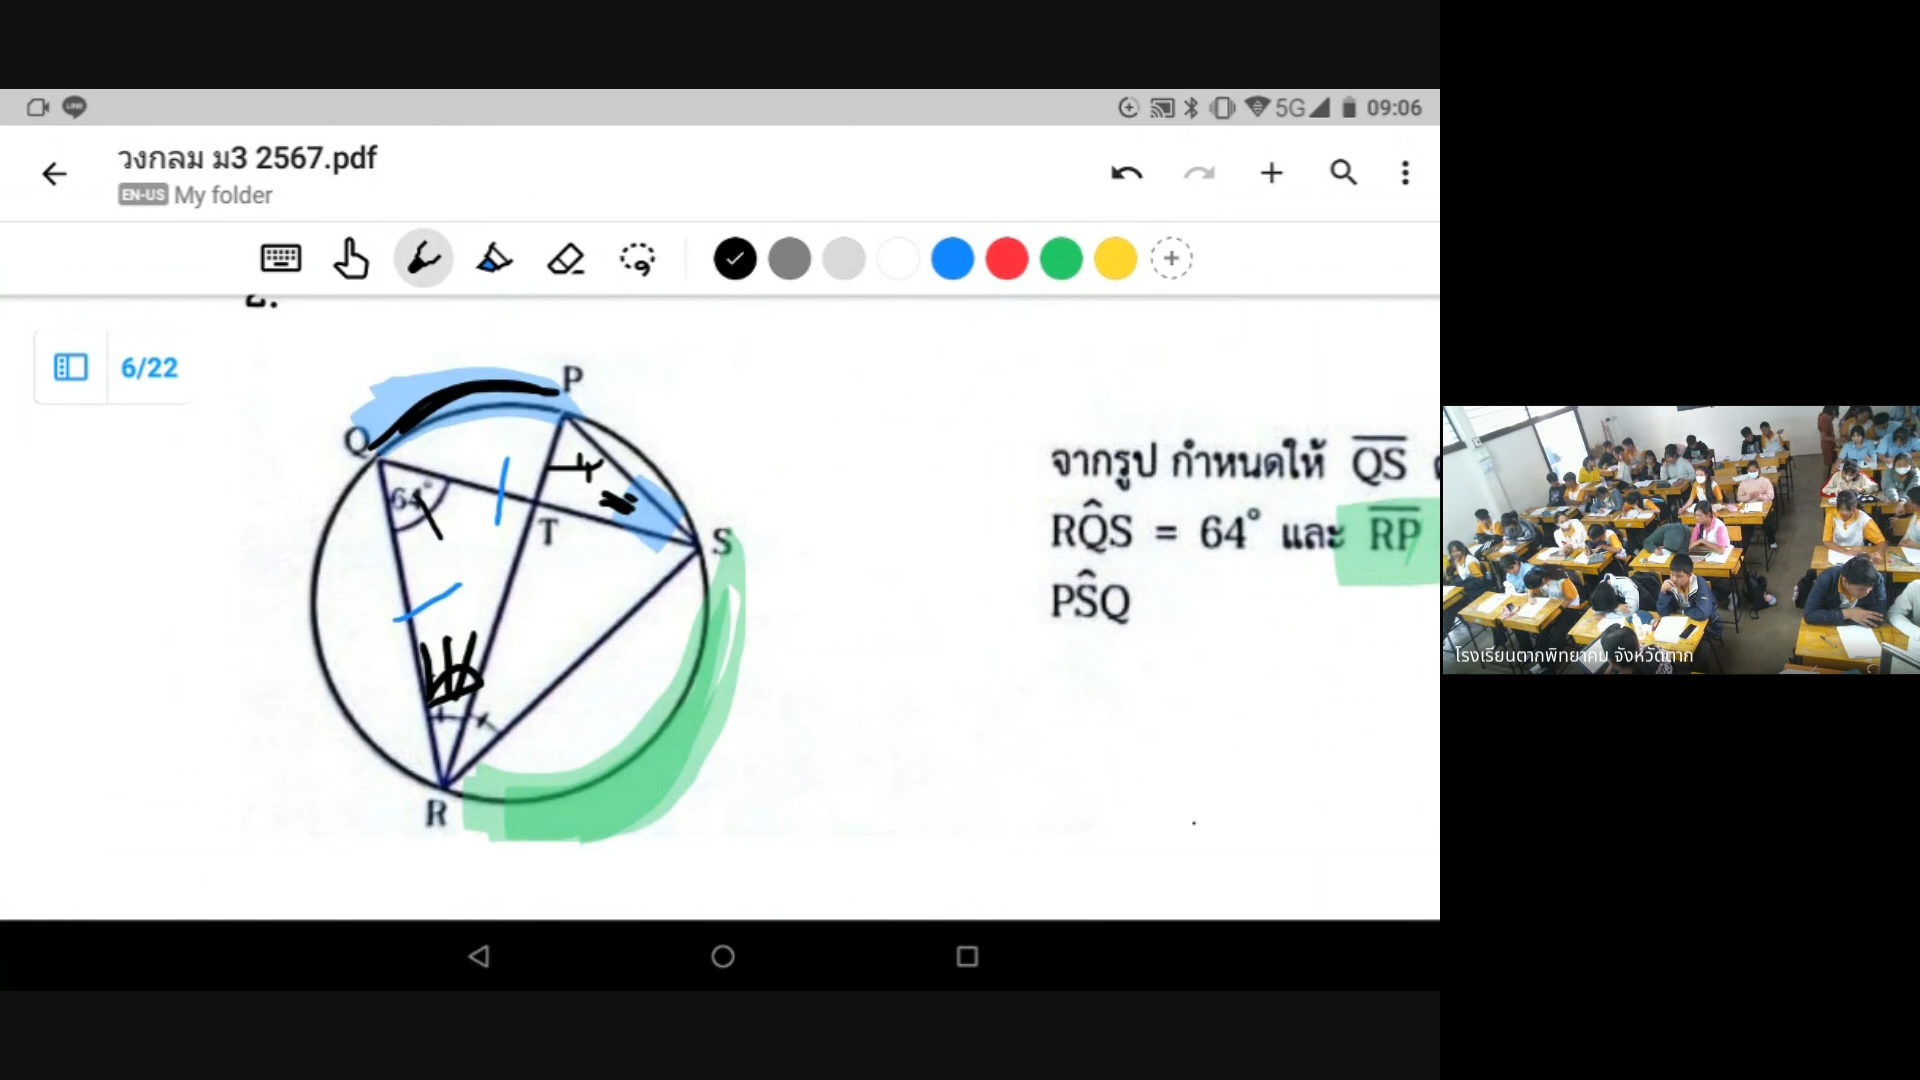 LINE
5G 09:06
วงกลม ม3 2567.pdf
EN-US My folder
6/22
2.
P
Q
64°
T
S
R
จากรูป กำหนดให้ QS
RQ̂S = 64° และ RP
PŜQ
โรงเรียนตากพิทยาคม จังหวัดตาก